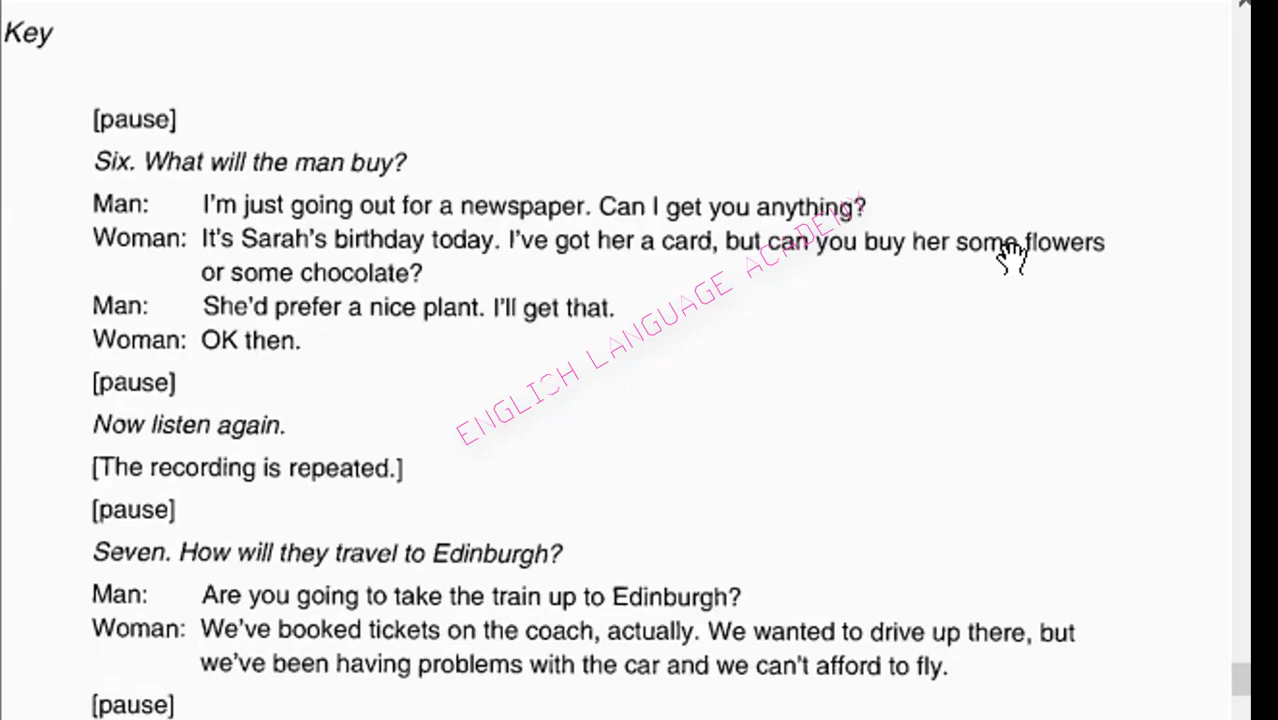 Key
[pause]
Six. What will the man buy?
Man: I'm just going out for a newspaper. Can I get you anything?
Woman: It's Sarah's birthday today. I've got her a card, but can you buy her some flowers
or some chocolate?
Man: She'd prefer a nice plant. I'll get that.
Woman: OK then.
[pause]
Now listen again.
[The recording is repeated.]
[pause]
Seven. How will they travel to Edinburgh?
Man: Are you going to take the train up to Edinburgh?
Woman: We've booked tickets on the coach, actually. We wanted to drive up there, but
we've been having problems with the car and we can't afford to fly.
[pause]
ENGLISH LANGUAGE ACADEMY